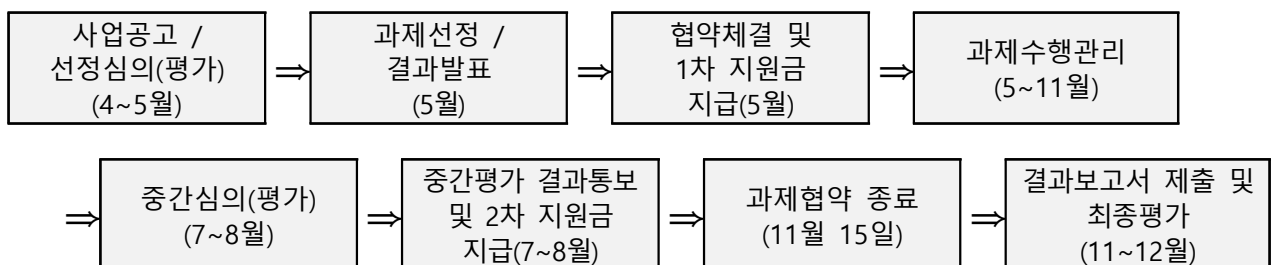 사업공고 /
선정심의(평가)
(4~5월)
⇒
과제선정 /
결과발표
(5월)
⇒
협약체결 및
1차 지원금
지급(5월)
⇒
과제수행관리
(5~11월)
⇒
중간심의(평가)
(7~8월)
⇒
중간평가 결과통보
및 2차 지원금
지급(7~8월)
⇒
과제협약 종료
(11월 15일)
⇒
결과보고서 제출 및
최종평가
(11~12월)